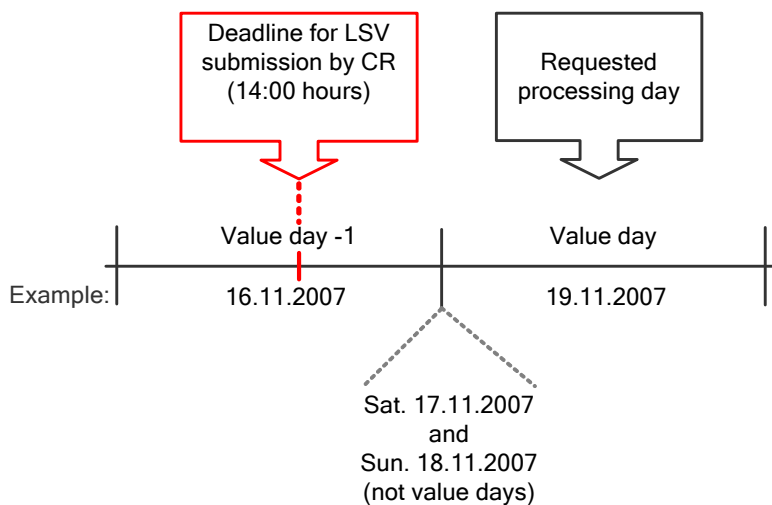 Deadline for LSV
submission by CR
(14:00 hours)
Requested
processing day
Value day -1
Value day
Example:
16.11.2007
19.11.2007
Sat. 17.11.2007
and
Sun. 18.11.2007
(not value days)